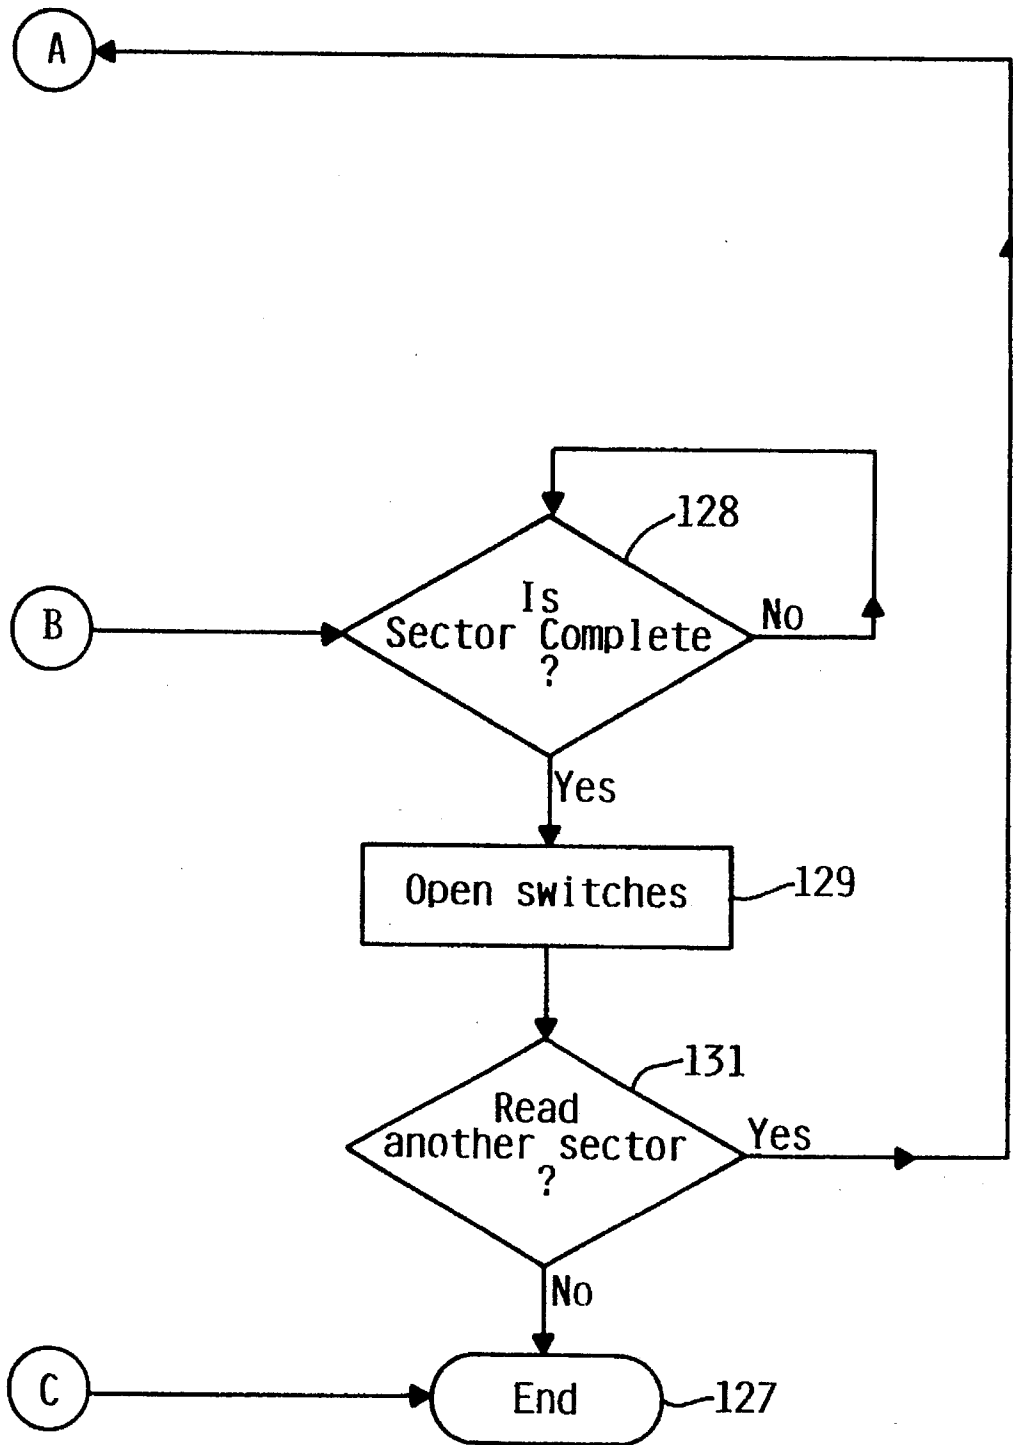 A
128
B
Is
Sector Complete
?
No
Yes
Open switches
129
131
Read
another sector
?
Yes
No
C
End
127